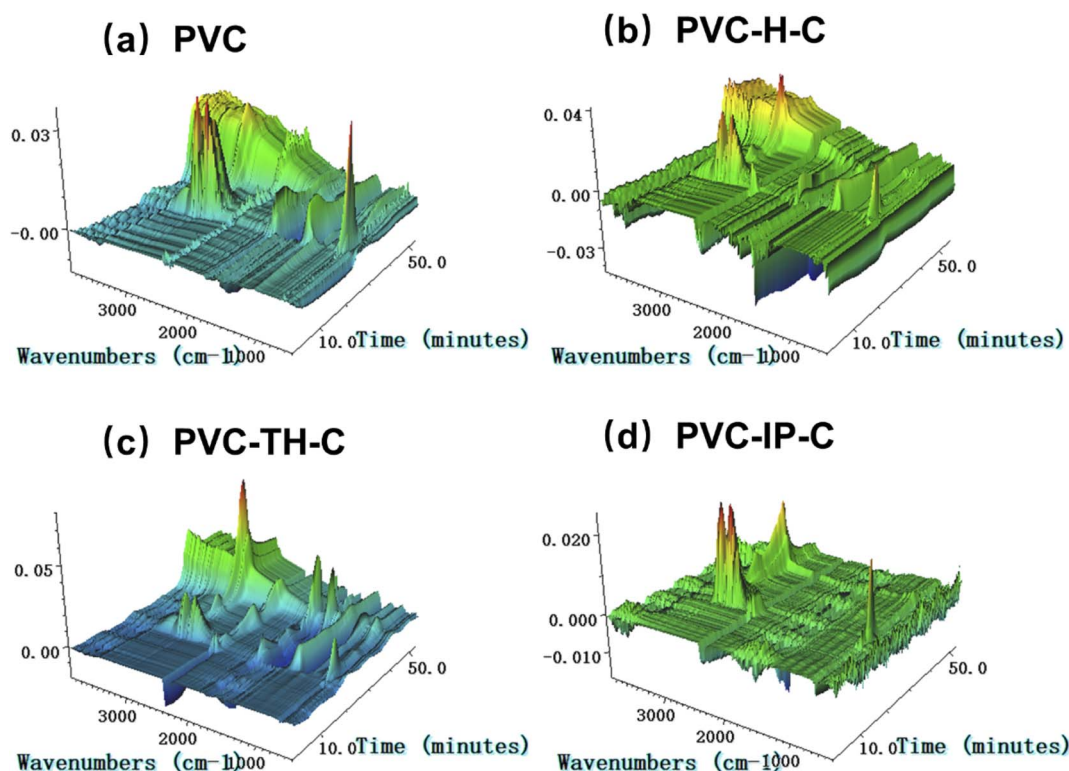 (a) PVC
0.03
-0.00
3000
2000
1000
10.0
50.0
Wavenumbers (cm-1)
Time (minutes)
(b) PVC-H-C
0.04
0.00
-0.03
3000
2000
1000
10.0
50.0
Wavenumbers (cm-1)
Time (minutes)
(c) PVC-TH-C
0.05
0.00
3000
2000
1000
10.0
50.0
Wavenumbers (cm-1)
Time (minutes)
(d) PVC-IP-C
0.020
0.000
-0.010
3000
2000
1000
10.0
50.0
Wavenumbers (cm-1)
Time (minutes)